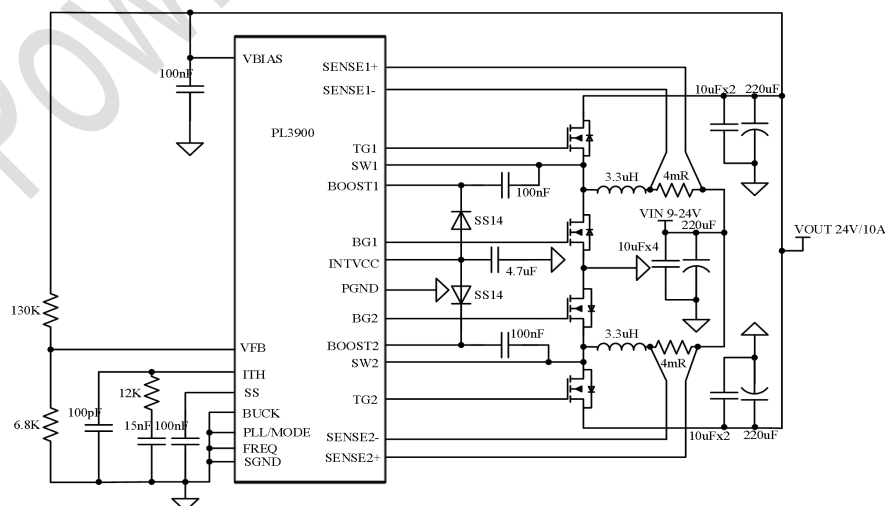 POW
VBIAS
100nF
PL3900
SENSE1+
SENSE1-
10uFx2
220uF
TG1
SW1
BOOST1
100nF
3.3uH
4mR
SS14
VIN 9-24V
220uF
VOUT 24V/10A
BG1
INTVCC
4.7uF
10uFx4
PGND
SS14
BG2
130K
100nF
3.3uH
VFB
BOOST2
SW2
4mR
ITH
12K
SS
100pF
6.8K
15nF
100nF
BUCK
TG2
PLL/MODE
SENSE2-
10uFx2
220uF
FREQ
SGND
SENSE2+